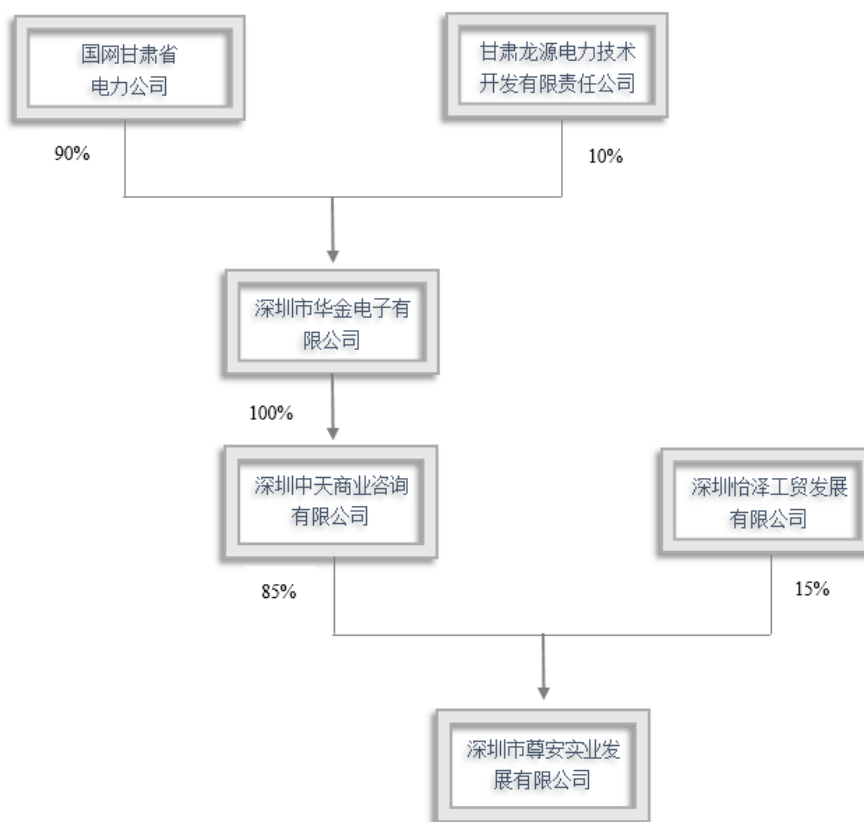 国网甘肃省
电力公司
甘肃龙源电力技术
开发有限责任公司
90%
10%
深圳市华金电子有
限公司
100%
深圳中天商业咨询
有限公司
深圳怡泽工贸发展
有限公司
85%
15%
深圳市尊安实业发
展有限公司